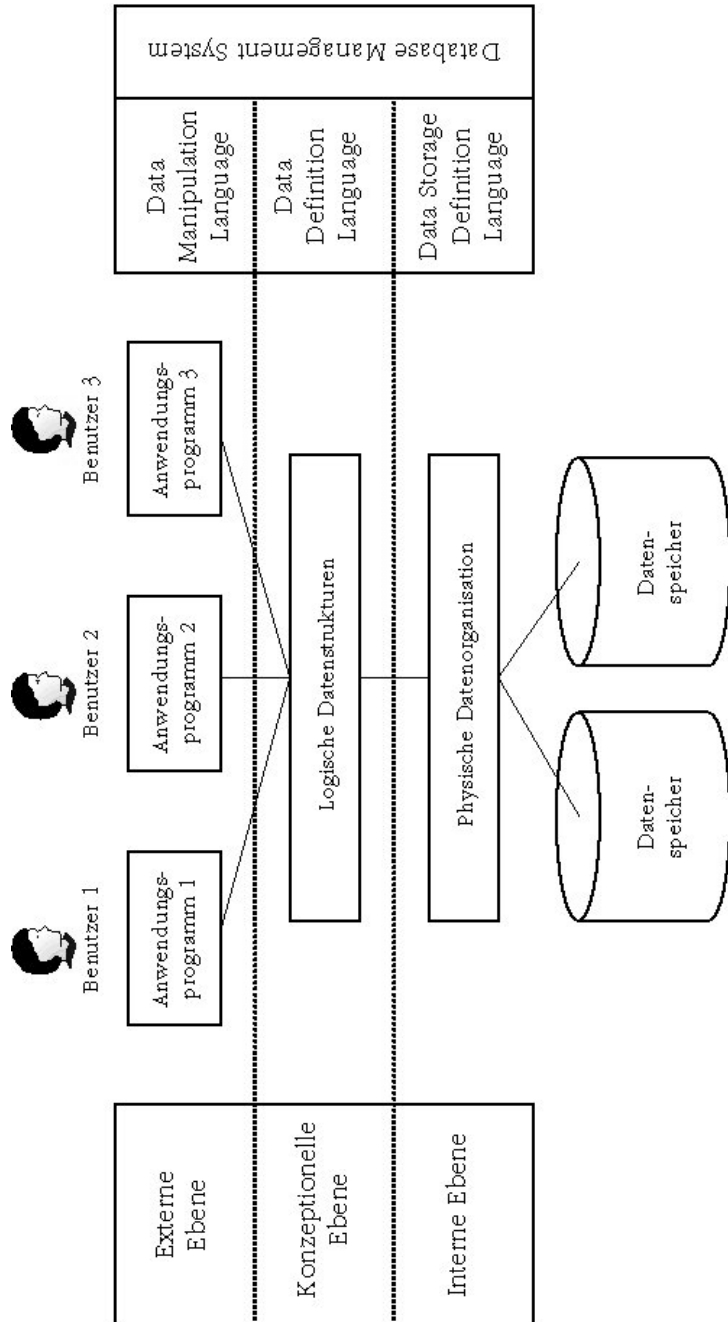 Benutzer 1
Benutzer 2
Benutzer 3
Externe
Ebene
Anwendungs-
programm 1
Anwendungs-
programm 2
Anwendungs-
programm 3
Data
Manipulation
Language
Database Management
System
Konzeptionelle
Ebene
Logische Datenstrukturen
Data
Definition
Language
Interne Ebene
Physische Datenorganisation
Data Storage
Definition
Language
Daten-
speicher
Daten-
speicher